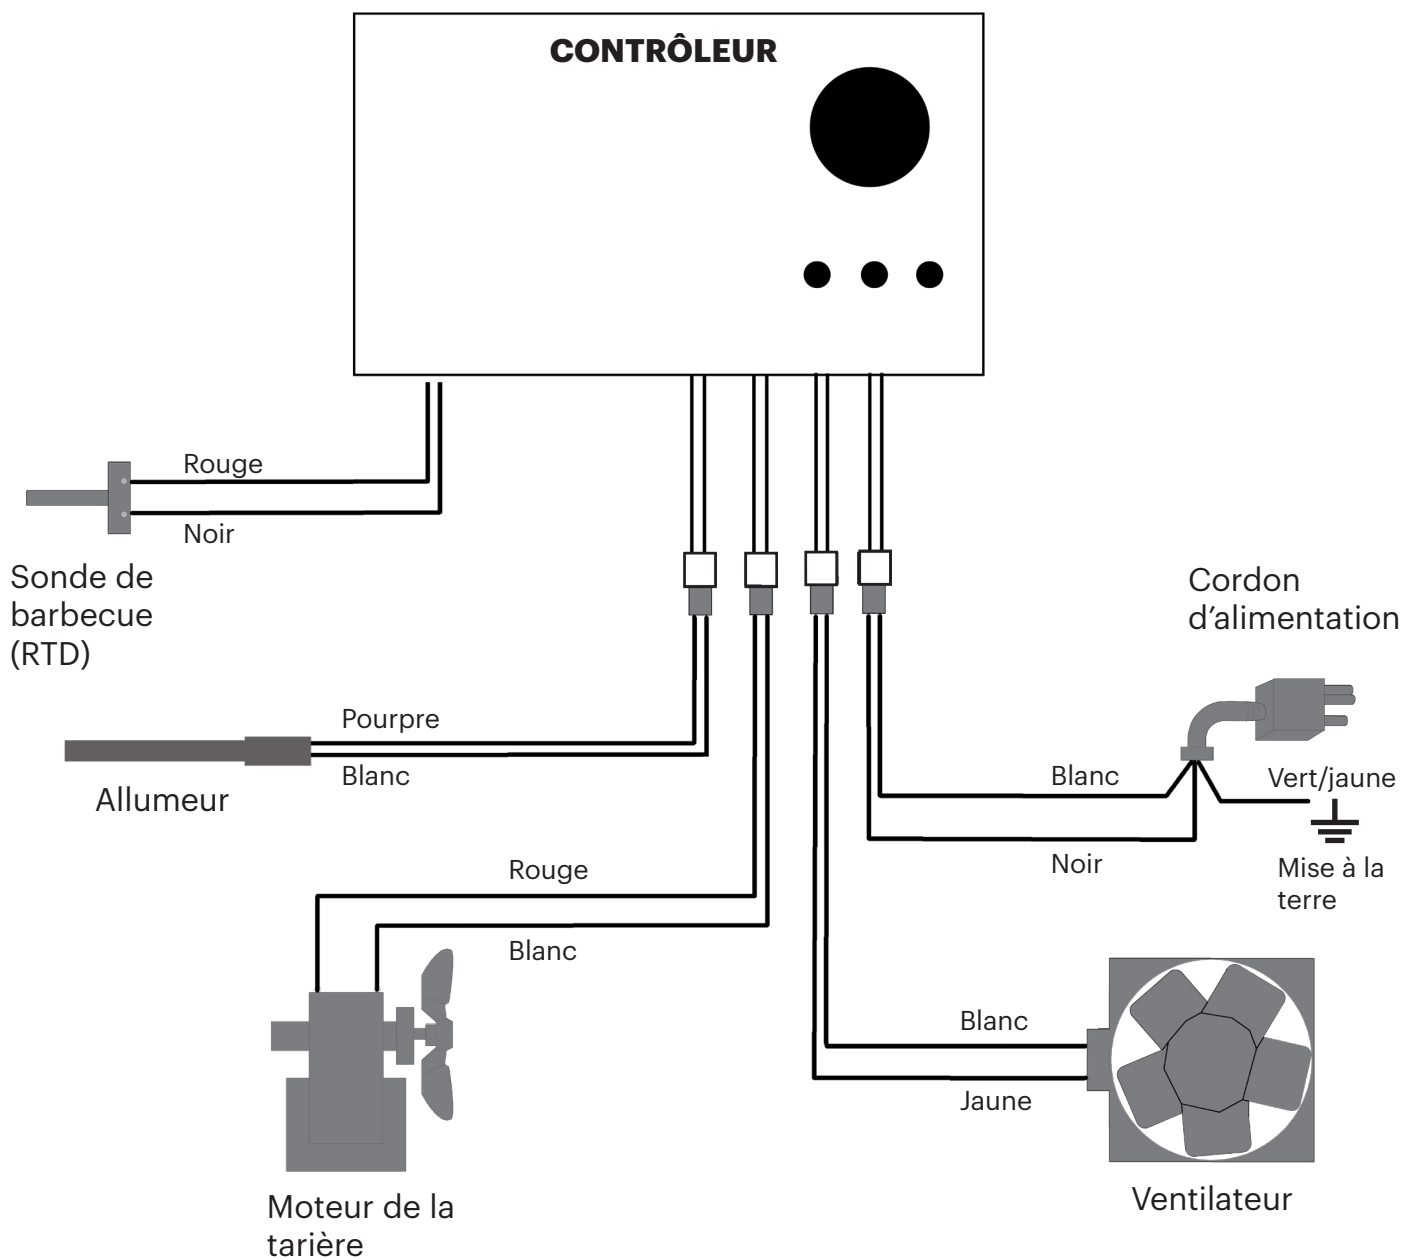 CONTRÔLEUR
Rouge
Noir
Sonde de
barbecue
(RTD)
Pourpre
Blanc
Allumeur
Rouge
Blanc
Moteur de la
tarière
Cordon
d’alimentation
Blanc
Vert/jaune
Noir
Mise à la
terre
Blanc
Jaune
Ventilateur